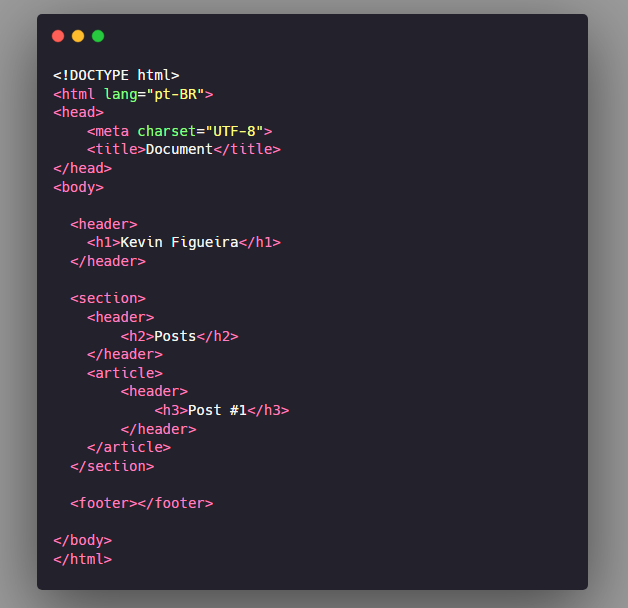 <!DOCTYPE html>
<html lang="pt-BR">
<head>
    <meta charset="UTF-8">
    <title>Document</title>
</head>
<body>

  <header>
    <h1>Kevin Figueira</h1>
  </header>

  <section>
    <header>
        <h2>Posts</h2>
    </header>
    <article>
        <header>
            <h3>Post #1</h3>
        </header>
    </article>
  </section>

  <footer></footer>

</body>
</html>